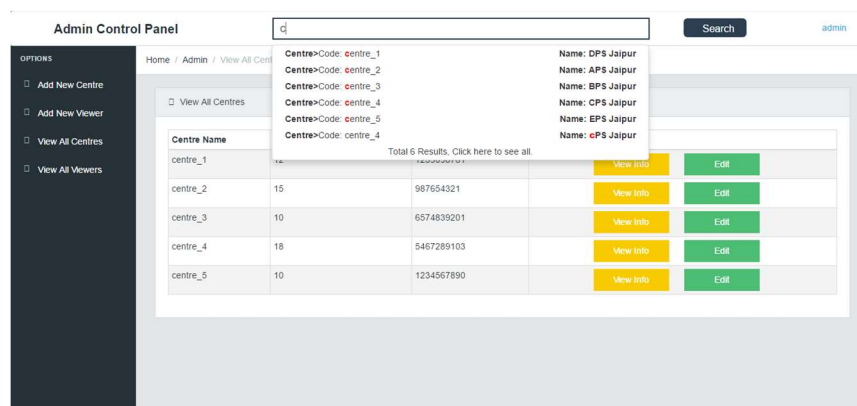 Admin Control Panel
c
Search
admin
OPTIONS
Add New Centre
Add New Viewer
View All Centres
View All Viewers
Home / Admin / View All Cent
Centre>Code: centre_1 Name: DPS Jaipur
Centre>Code: centre_2 Name: APS Jaipur
Centre>Code: centre_3 Name: BPS Jaipur
Centre>Code: centre_4 Name: CPS Jaipur
Centre>Code: centre_5 Name: EPS Jaipur
Centre>Code: centre_4 Name: cPS Jaipur
Total 6 Results, Click here to see all.
View All Centres
Centre Name
centre_1 12 View Info Edit
centre_2 15 987654321 View Info Edit
centre_3 10 6574839201 View Info Edit
centre_4 18 5467289103 View Info Edit
centre_5 10 1234567890 View Info Edit